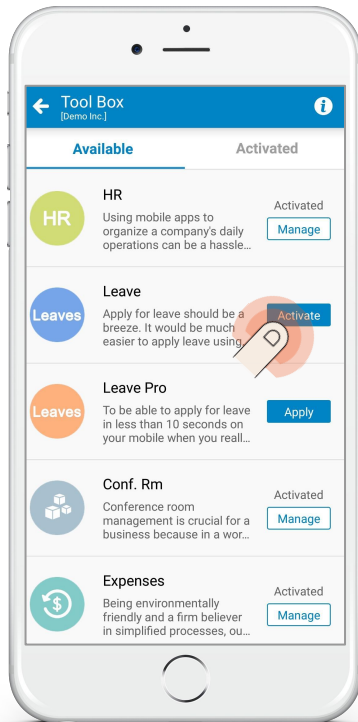 Tool Box
[Demo Inc.]
i
Available Activated
HR
HR
Using mobile apps to
organize a company's daily
operations can be a hassle...
Activated
Manage
Leaves
Leave
Apply for leave should be a
breeze. It would be much
easier to apply leave using
Activate
Leaves
Leave Pro
To be able to apply for leave
in less than 10 seconds on
your mobile when you reall...
Apply
Conf. Rm
Conference room
management is crucial for a
business because in a wor...
Activated
Manage
$
Expenses
Being environmentally
friendly and a firm believer
in simplified processes, ou...
Activated
Manage